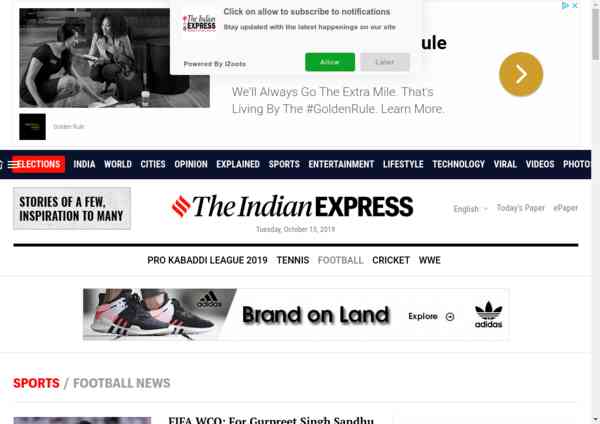 Click on allow to subscribe to notifications
The Indian EXPRESS
Stay updated with the latest happenings on our site
Powered By iZooto
Allow
Later
Rule
We'll Always Go The Extra Mile. That's
Living By The #GoldenRule. Learn More.
Golden Rule
ELECTIONS INDIA WORLD CITIES OPINION EXPLAINED SPORTS ENTERTAINMENT LIFESTYLE TECHNOLOGY VIRAL VIDEOS PHOTOS
STORIES OF A FEW,
INSPIRATION TO MANY
The Indian EXPRESS
English
Today's Paper
ePaper
Tuesday, October 15, 2019
PRO KABADDI LEAGUE 2019 TENNIS FOOTBALL CRICKET WWE
adidas
Brand on Land
Explore
adidas
SPORTS / FOOTBALL NEWS
FIFA WCQ: For Gurpreet Singh Sandhu